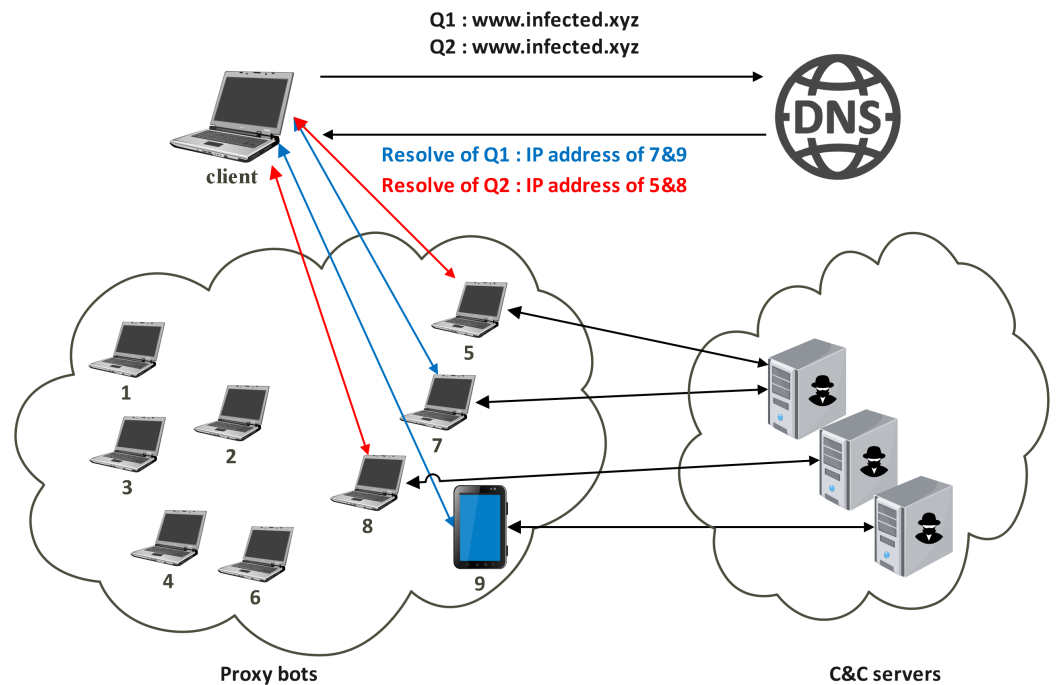 Q1 : www.infected.xyz
Q2 : www.infected.xyz
DNS
Resolve of Q1 : IP address of 7&9
Resolve of Q2 : IP address of 5&8
client
5
1
7
2
3
8
4
6
9
Proxy bots
C&C servers